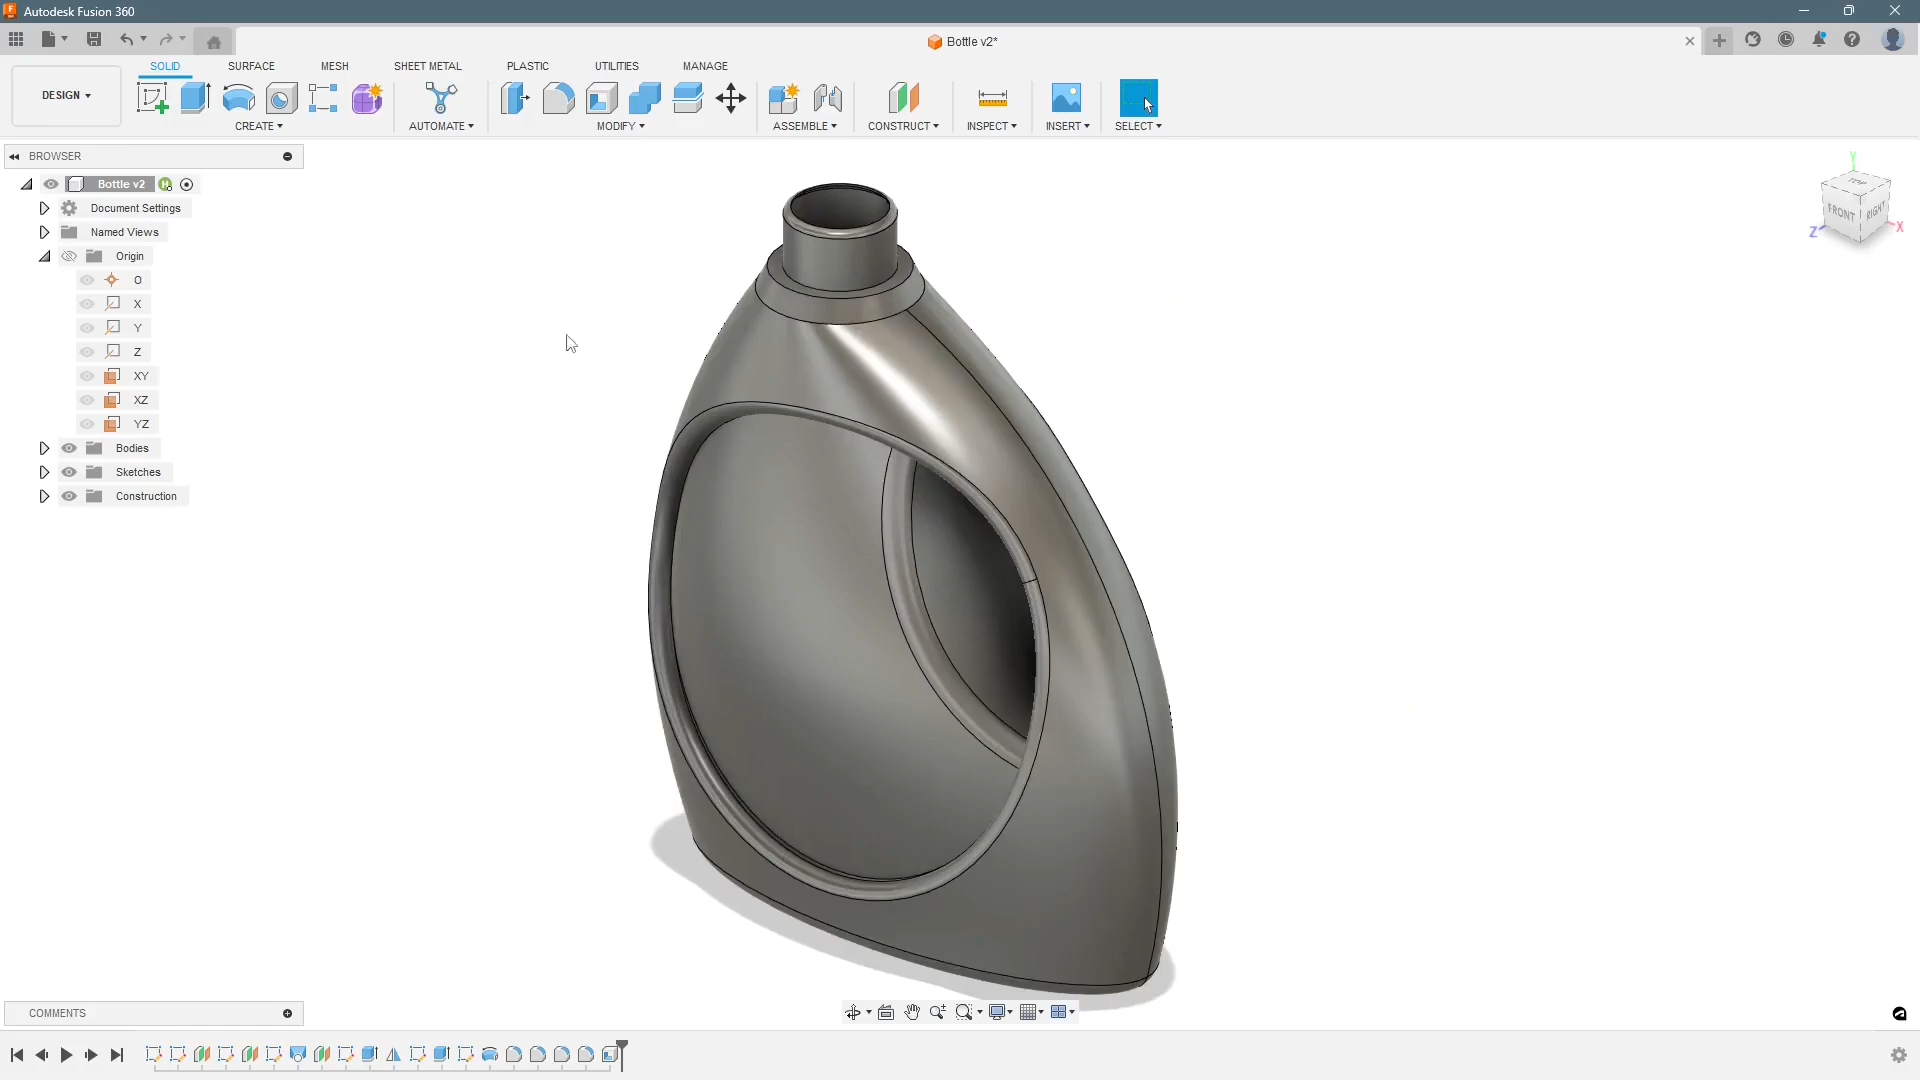 Autodesk Fusion 360
Bottle v2*
SOLID
SURFACE
MESH
SHEET METAL
PLASTIC
UTILITIES
MANAGE
DESIGN
CREATE
AUTOMATE
MODIFY
ASSEMBLE
CONSTRUCT
INSPECT
INSERT
SELECT
BROWSER
Bottle v2
Document Settings
Named Views
Origin
O
X
Y
Z
XY
XZ
YZ
Bodies
Sketches
Construction
Y
TOP
FRONT
RIGHT
Z
X
COMMENTS